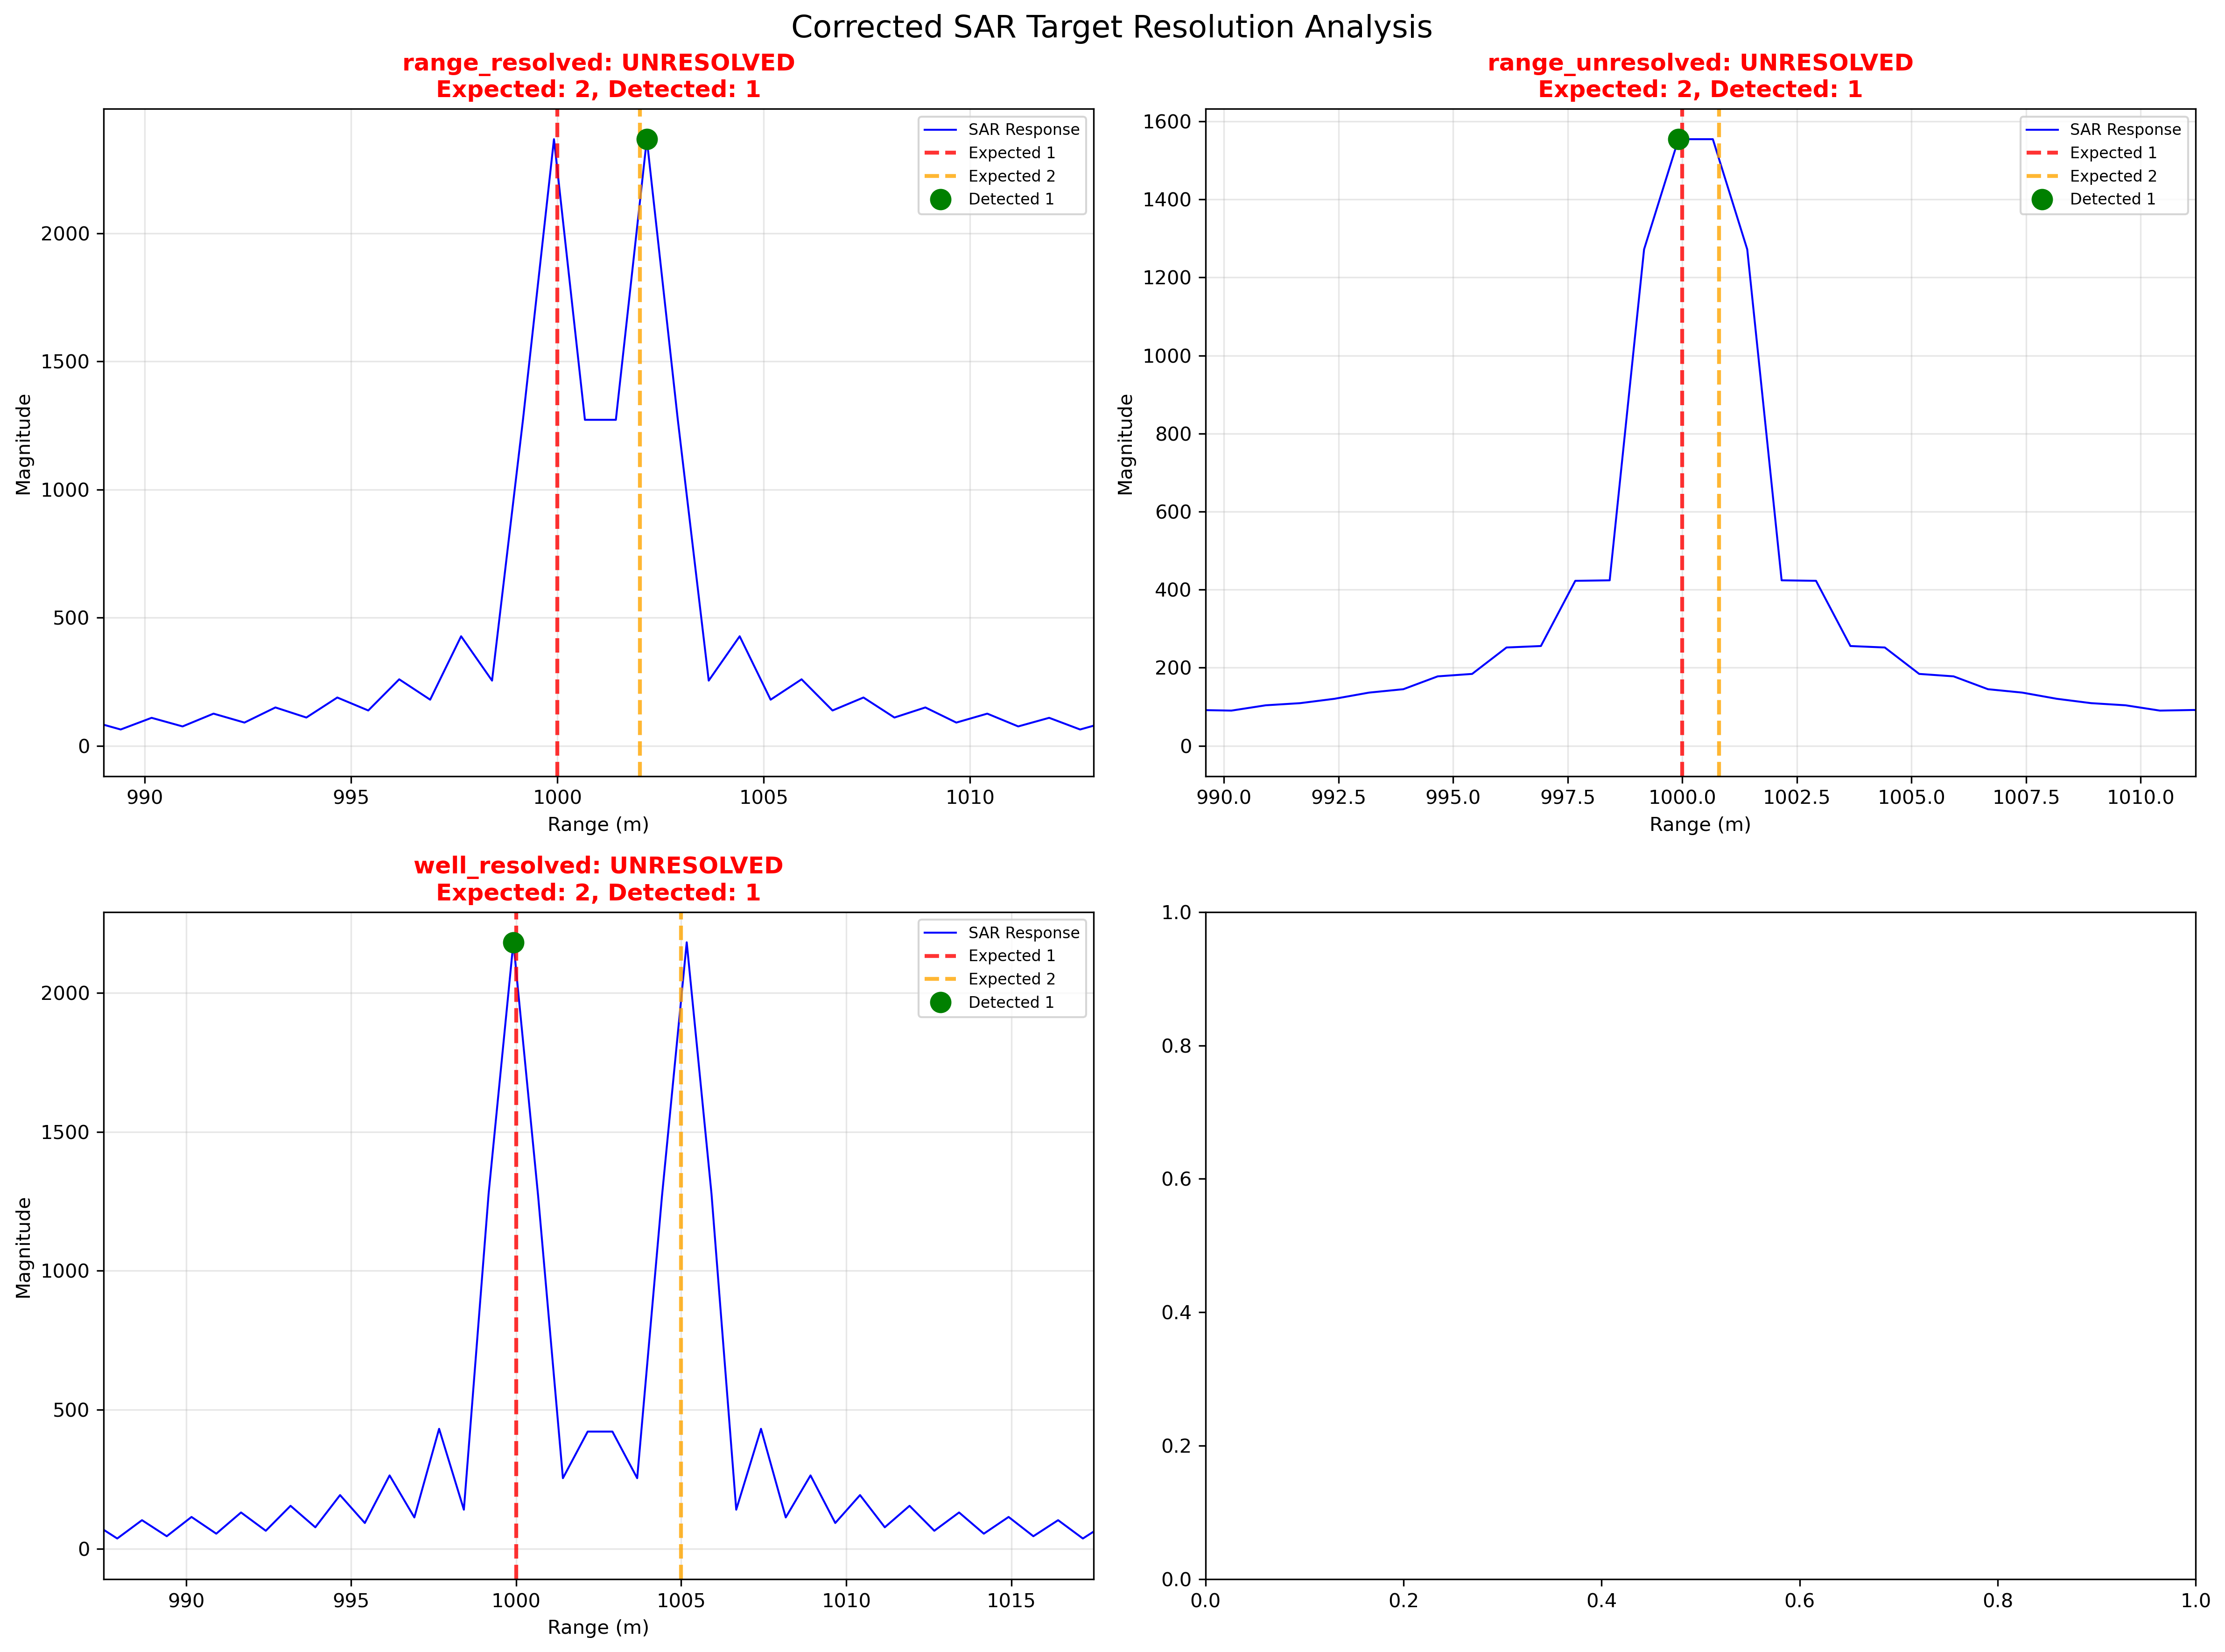 Corrected SAR Target Resolution Analysis
range_resolved: UNRESOLVED
Expected: 2, Detected: 1
SAR Response
Expected 1
Expected 2
Detected 1
Magnitude
2000
1500
1000
500
0
990
995
1000
1005
1010
Range (m)
range_unresolved: UNRESOLVED
Expected: 2, Detected: 1
SAR Response
Expected 1
Expected 2
Detected 1
Magnitude
1600
1400
1200
1000
800
600
400
200
0
990.0
992.5
995.0
997.5
1000.0
1002.5
1005.0
1007.5
1010.0
Range (m)
well_resolved: UNRESOLVED
Expected: 2, Detected: 1
SAR Response
Expected 1
Expected 2
Detected 1
Magnitude
2000
1500
1000
500
0
990
995
1000
1005
1010
1015
Range (m)
1.0
0.8
0.6
0.4
0.2
0.0
0.0
0.2
0.4
0.6
0.8
1.0